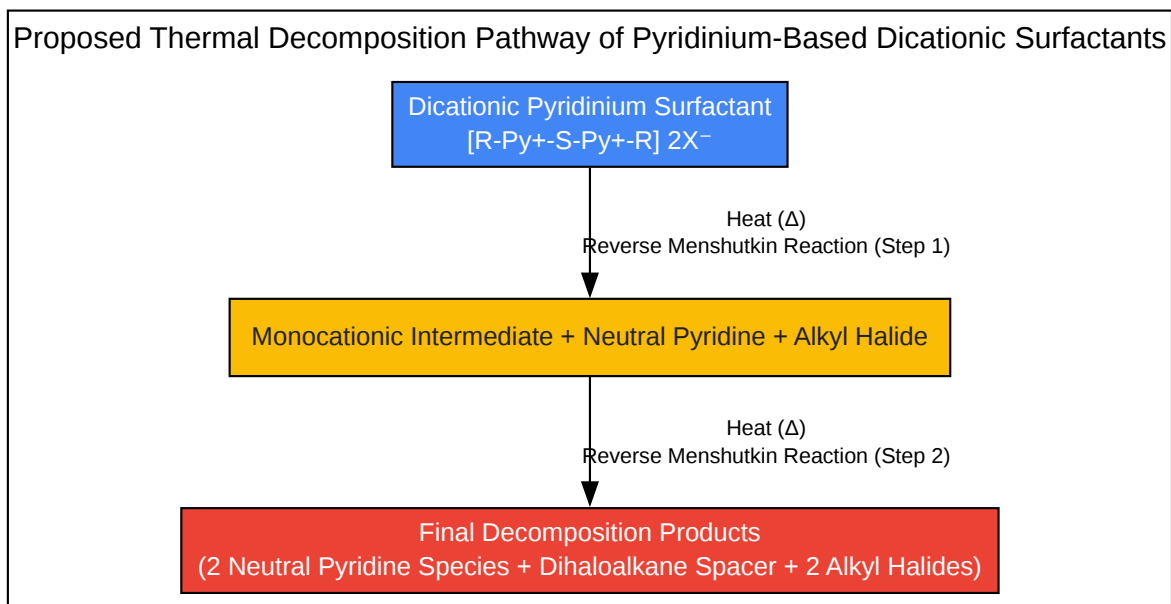 Proposed Thermal Decomposition Pathway of Pyridinium-Based Dicationic Surfactants
Dicationic Pyridinium Surfactant
[R-Py+-S-Py+-R] 2X⁻
Heat (Δ)
Reverse Menshutkin Reaction (Step 1)
Monocationic Intermediate + Neutral Pyridine + Alkyl Halide
Heat (Δ)
Reverse Menshutkin Reaction (Step 2)
Final Decomposition Products
(2 Neutral Pyridine Species + Dihaloalkane Spacer + 2 Alkyl Halides)